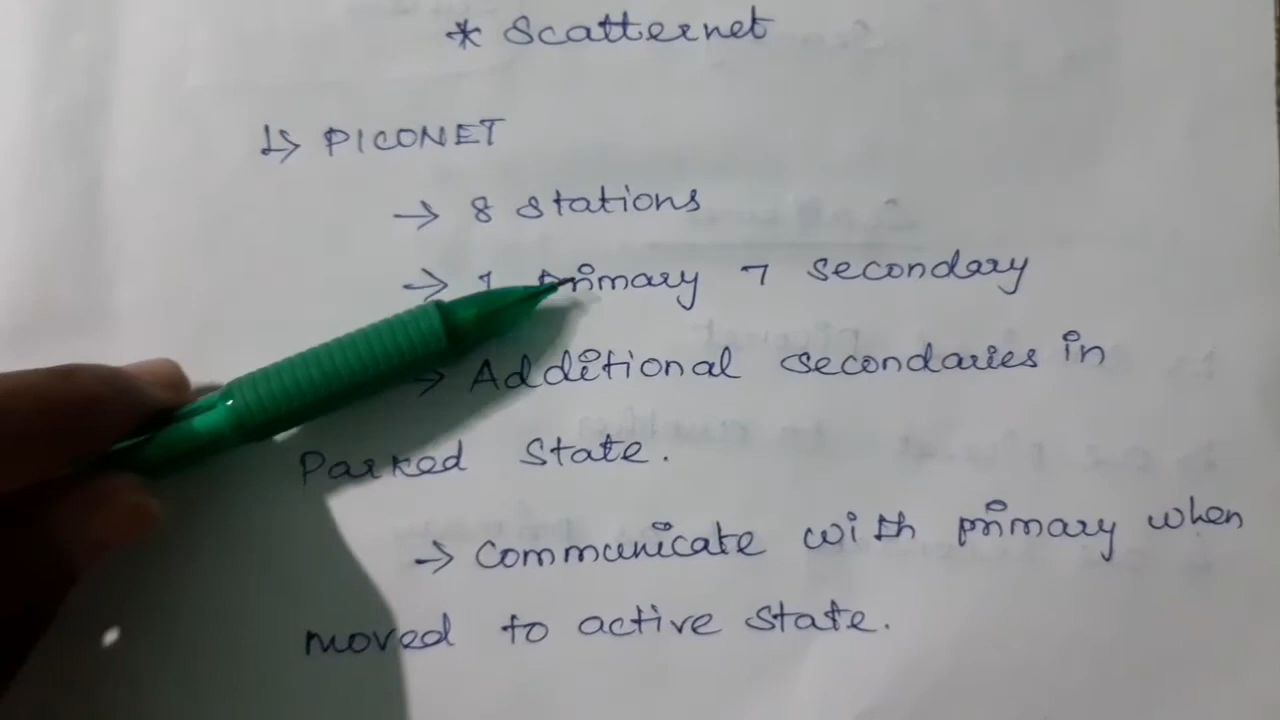 * Scatternet
↳ PICONET
→ 8 stations
→ 1 Primary 7 secondary
→ Additional secondaries in
Parked State.
→ Communicate with primary when
moved to active state.